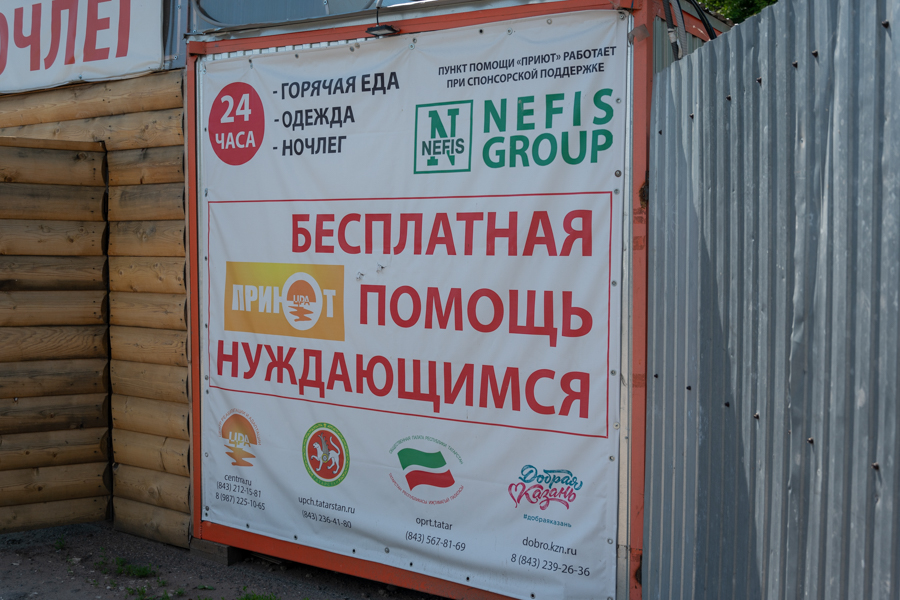 НОЧЛЕГ
24
ЧАСА
- ГОРЯЧАЯ ЕДА
- ОДЕЖДА
- НОЧЛЕГ
ПУНКТ ПОМОЩИ «ПРИЮТ» РАБОТАЕТ
ПРИ СПОНСОРСКОЙ ПОДДЕРЖКЕ
N
NEFIS
NEFIS
GROUP
БЕСПЛАТНАЯ
ПРИЮТ
ПОМОЩЬ
НУЖДАЮЩИМСЯ
centrnv.ru
(843) 212-15-81
8 (987) 225-10-65
upch.tatarstan.ru
(843) 236-41-80
oprt.tatar
(843) 567-81-69
Добрая
Казань
#добраяказань
dobro.kzn.ru
8 (843) 239-26-36